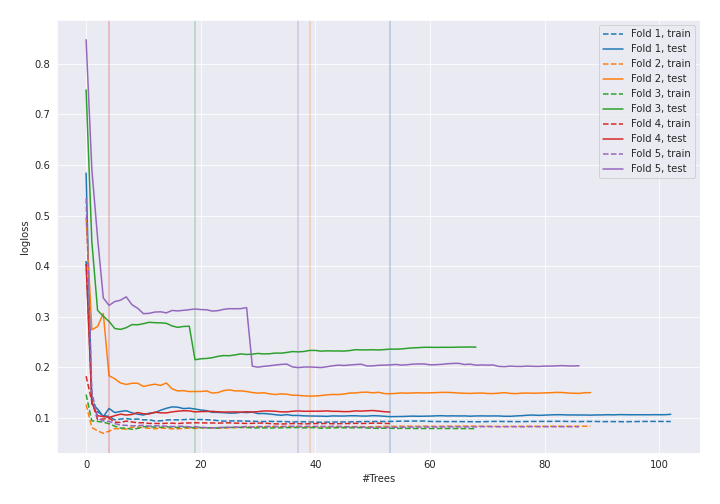 Fold 1, train
Fold 1, test
Fold 2, train
Fold 2, test
Fold 3, train
Fold 3, test
Fold 4, train
Fold 4, test
Fold 5, train
Fold 5, test
logloss
0.8
0.7
0.6
0.5
0.4
0.3
0.2
0.1
0 20 40 60 80 100
#Trees